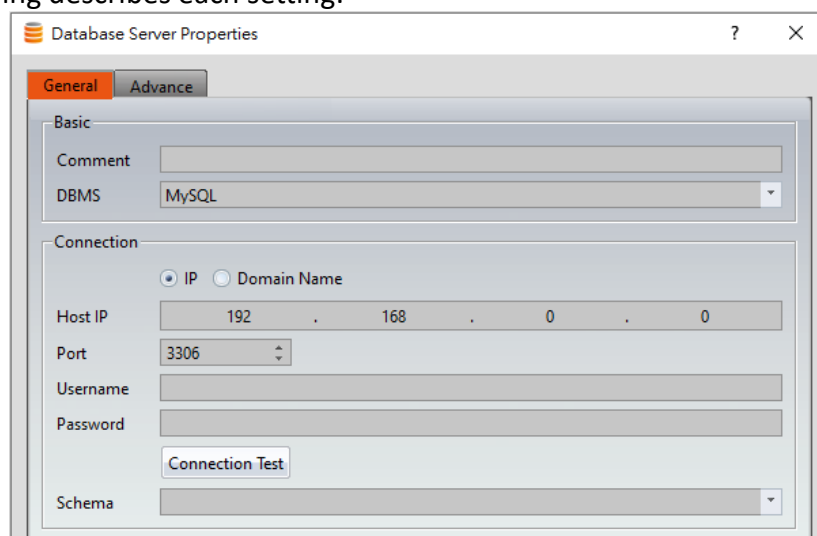 ing describes each setting.
Database Server Properties ? ×
General Advance
Basic
Comment
DBMS MySQL
Connection
IP Domain Name
Host IP 192 . 168 . 0 . 0
Port 3306
Username
Password
Connection Test
Schema